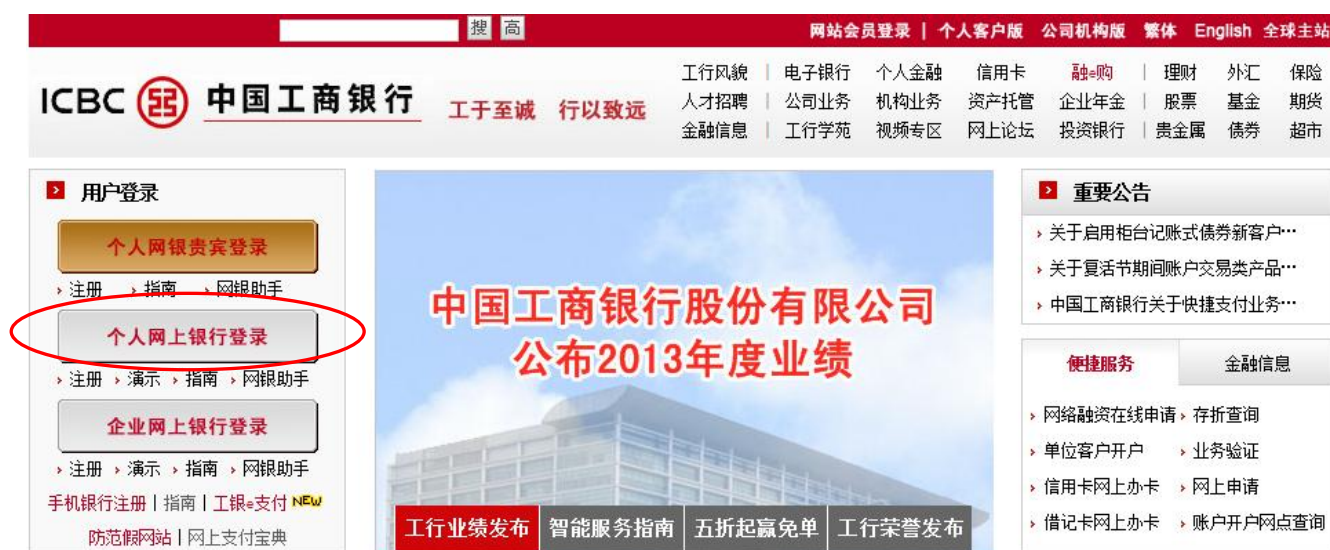 搜 高
网站会员登录 | 个人客户版 公司机构版 繁体 English 全球主站
ICBC 中国工商银行 工于至诚 行以致远
工行风貌 | 电子银行 个人金融 信用卡 融e购 | 理财 外汇 保险
人才招聘 | 公司业务 机构业务 资产托管 企业年金 | 股票 基金 期货
金融信息 | 工行学苑 视频专区 网上论坛 投资银行 | 贵金属 债券 超市
用户登录
个人网银贵宾登录
注册 指南 网银助手
个人网上银行登录
注册 演示 指南 网银助手
企业网上银行登录
注册 演示 指南 网银助手
手机银行注册 | 指南 | 工银e支付 NEW
防范假网站 | 网上支付宝典
中国工商银行股份有限公司
公布2013年度业绩
工行业绩发布 智能服务指南 五折起赢免单 工行荣誉发布
重要公告
关于启用柜台记账式债券新客户…
关于复活节期间账户交易类产品…
中国工商银行关于快捷支付业务…
便捷服务 金融信息
网络融资在线申请 存折查询
单位客户开户 业务验证
信用卡网上办卡 网上申请
借记卡网上办卡 账户开户网点查询